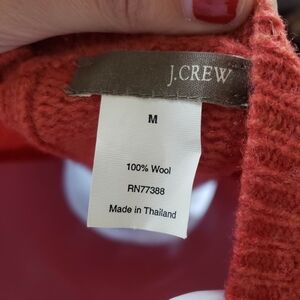 J.CREW
M
100% Wool
RN77388
Made in Thailand